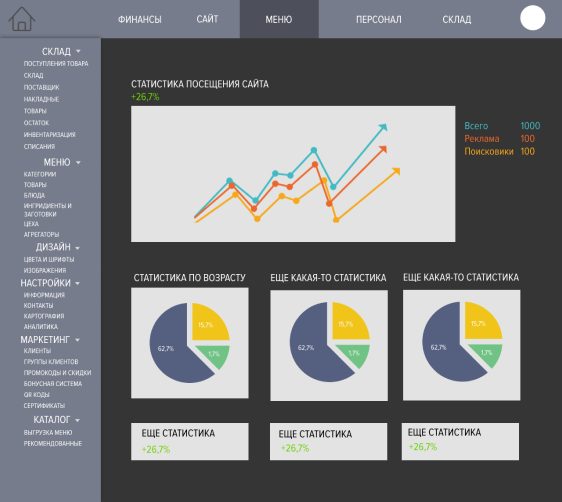 ФИНАНСЫ
САЙТ
МЕНЮ
ПЕРСОНАЛ
СКЛАД
СКЛАД
ПОСТУПЛЕНИЯ ТОВАРА
СКЛАД
ПОСТАВЩИК
НАКЛАДНЫЕ
ТОВАРЫ
ОСТАТОК
ИНВЕНТАРИЗАЦИЯ
СПИСАНИЯ
МЕНЮ
КАТЕГОРИИ
ТОВАРЫ
БЛЮДА
ИНГРИДИЕНТЫ И
ЗАГОТОВКИ
ЦЕХА
АГРЕГАТОРЫ
ДИЗАЙН
ЦВЕТА И ШРИФТЫ
ИЗОБРАЖЕНИЯ
НАСТРОЙКИ
ИНФОРМАЦИЯ
КОНТАКТЫ
КАРТОГРАФИЯ
АНАЛИТИКА
МАРКЕТИНГ
КЛИЕНТЫ
ГРУППЫ КЛИЕНТОВ
ПРОМОКОДЫ И СКИДКИ
БОНУСНАЯ СИСТЕМА
QR КОДЫ
СЕРТИФИКАТЫ
КАТАЛОГ
ВЫГРУЗКА МЕНЮ
РЕКОМЕНДОВАННЫЕ
СТАТИСТИКА ПОСЕЩЕНИЯ САЙТА
+26,7%
Всего 1000
Реклама 100
Поисковики 100
СТАТИСТИКА ПО ВОЗРАСТУ
62,7%
15,7%
1,7%
ЕЩЕ КАКАЯ-ТО СТАТИСТИКА
62,7%
15,7%
1,7%
ЕЩЕ КАКАЯ-ТО СТАТИСТИКА
62,7%
15,7%
1,7%
ЕЩЕ СТАТИСТИКА
+26,7%
ЕЩЕ СТАТИСТИКА
+26,7%
ЕЩЕ СТАТИСТИКА
+26,7%